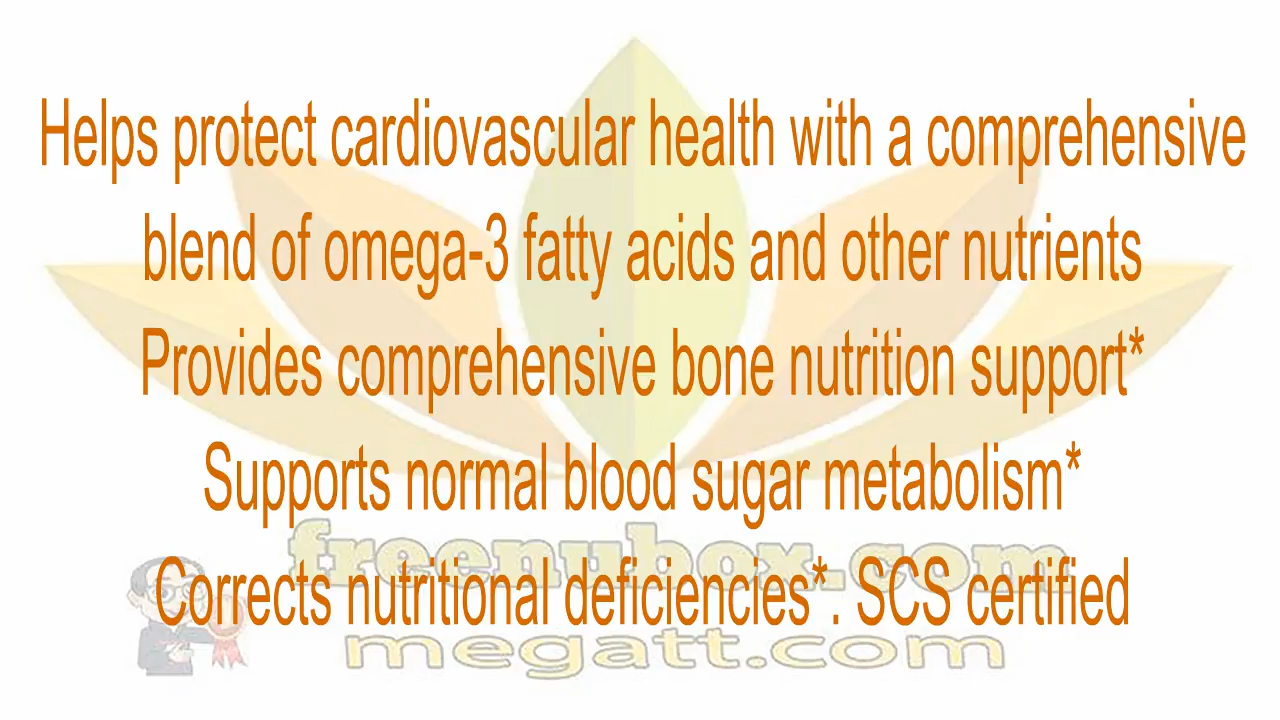 Helps protect cardiovascular health with a comprehensive
blend of omega-3 fatty acids and other nutrients
Provides comprehensive bone nutrition support*
Supports normal blood sugar metabolism*
freenubox.com
Corrects nutritional deficiencies*. SCS certified
megatt.com